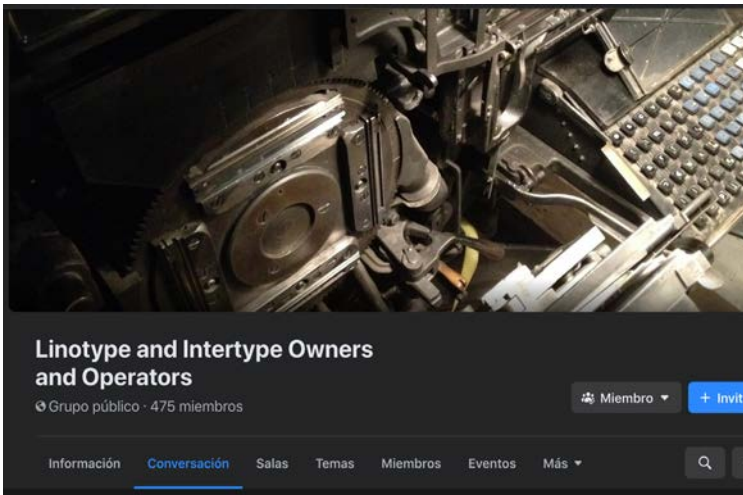 Linotype and Intertype Owners
and Operators
Grupo público · 475 miembros
Miembro
+ Invit
Información
Conversación
Salas
Temas
Miembros
Eventos
Más